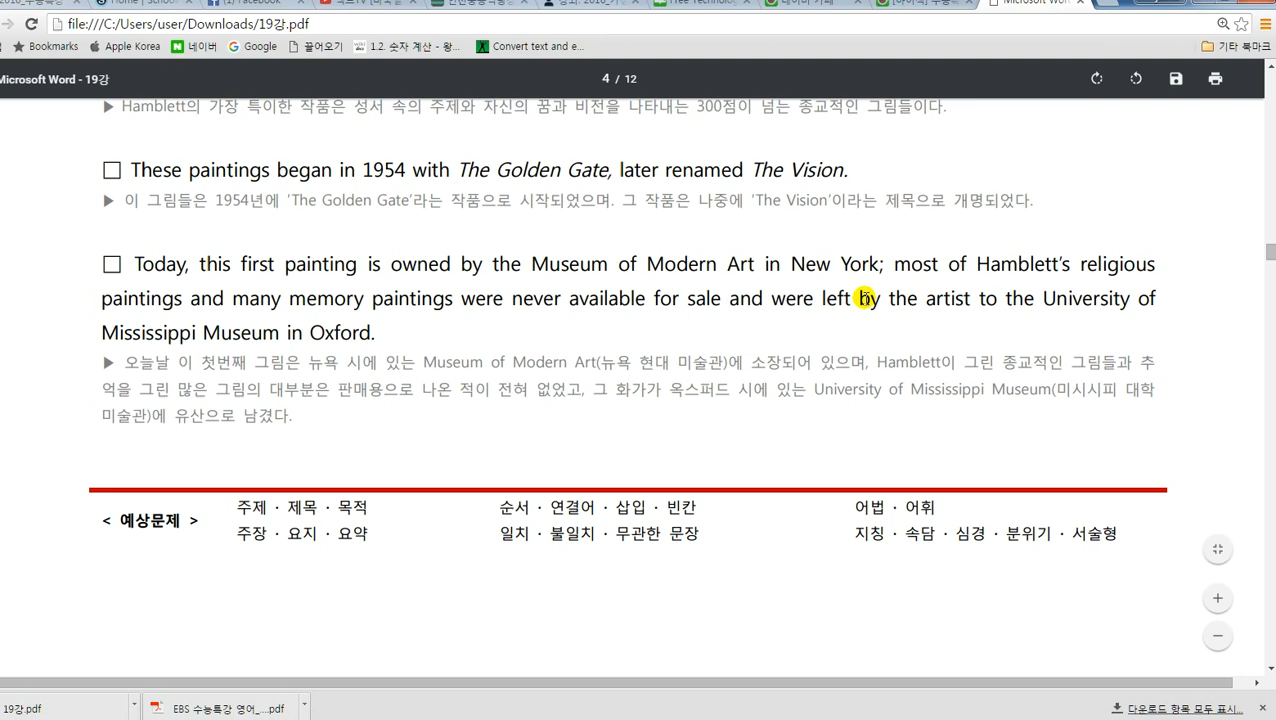 file:///C:/Users/user/Downloads/19강.pdf
Bookmarks Apple Korea 네이버 Google 끌어오기 1.2. 숫자 계산 - 왕... Convert text and e... 기타 북마크
Microsoft Word - 19강 4 / 12
▶ Hamblett의 가장 특이한 작품은 성서 속의 주제와 자신의 꿈과 비전을 나타내는 300점이 넘는 종교적인 그림들이다.
□ These paintings began in 1954 with The Golden Gate, later renamed The Vision.
▶ 이 그림들은 1954년에 ‘The Golden Gate’라는 작품으로 시작되었으며. 그 작품은 나중에 ‘The Vision’이라는 제목으로 개명되었다.
□ Today, this first painting is owned by the Museum of Modern Art in New York; most of Hamblett’s religious
paintings and many memory paintings were never available for sale and were left by the artist to the University of
Mississippi Museum in Oxford.
▶ 오늘날 이 첫번째 그림은 뉴욕 시에 있는 Museum of Modern Art(뉴욕 현대 미술관)에 소장되어 있으며, Hamblett이 그린 종교적인 그림들과 추
억을 그린 많은 그림의 대부분은 판매용으로 나온 적이 전혀 없었고, 그 화가가 옥스퍼드 시에 있는 University of Mississippi Museum(미시시피 대학
미술관)에 유산으로 남겼다.
< 예상문제 >
주제 · 제목 · 목적 순서 · 연결어 · 삽입 · 빈칸 어법 · 어휘
주장 · 요지 · 요약 일치 · 불일치 · 무관한 문장 지칭 · 속담 · 심경 · 분위기 · 서술형
19강.pdf EBS 수능특강 영어_....pdf 다운로드 항목 모두 표시...